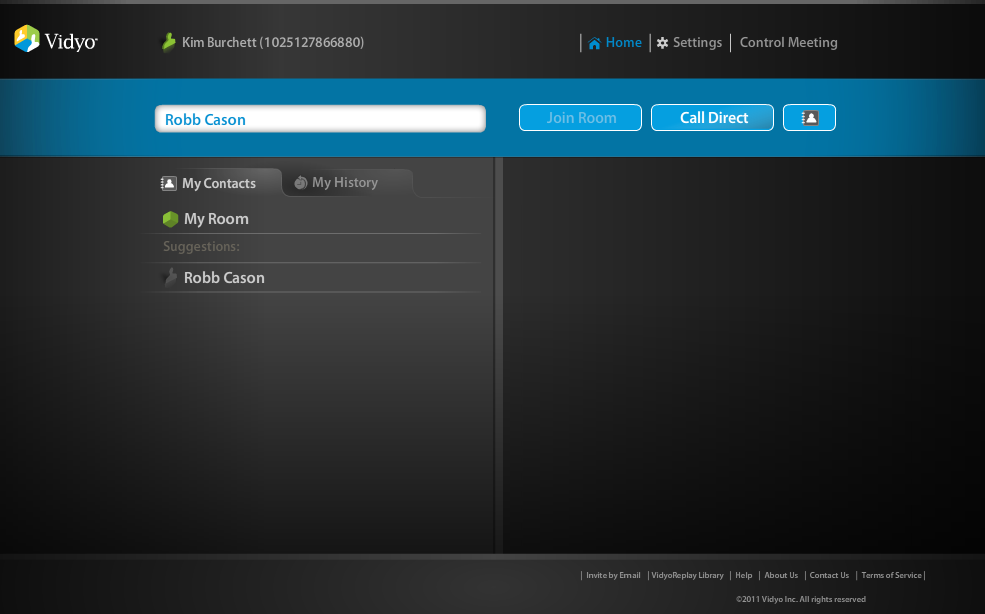 Vidyo
Kim Burchett (1025127866880)
| Home | Settings | Control Meeting
Robb Cason
Join Room
Call Direct
My Contacts
My History
My Room
Suggestions:
Robb Cason
| Invite by Email | VidyoReplay Library | Help | About Us | Contact Us | Terms of Service |
©2011 Vidyo Inc. All rights reserved